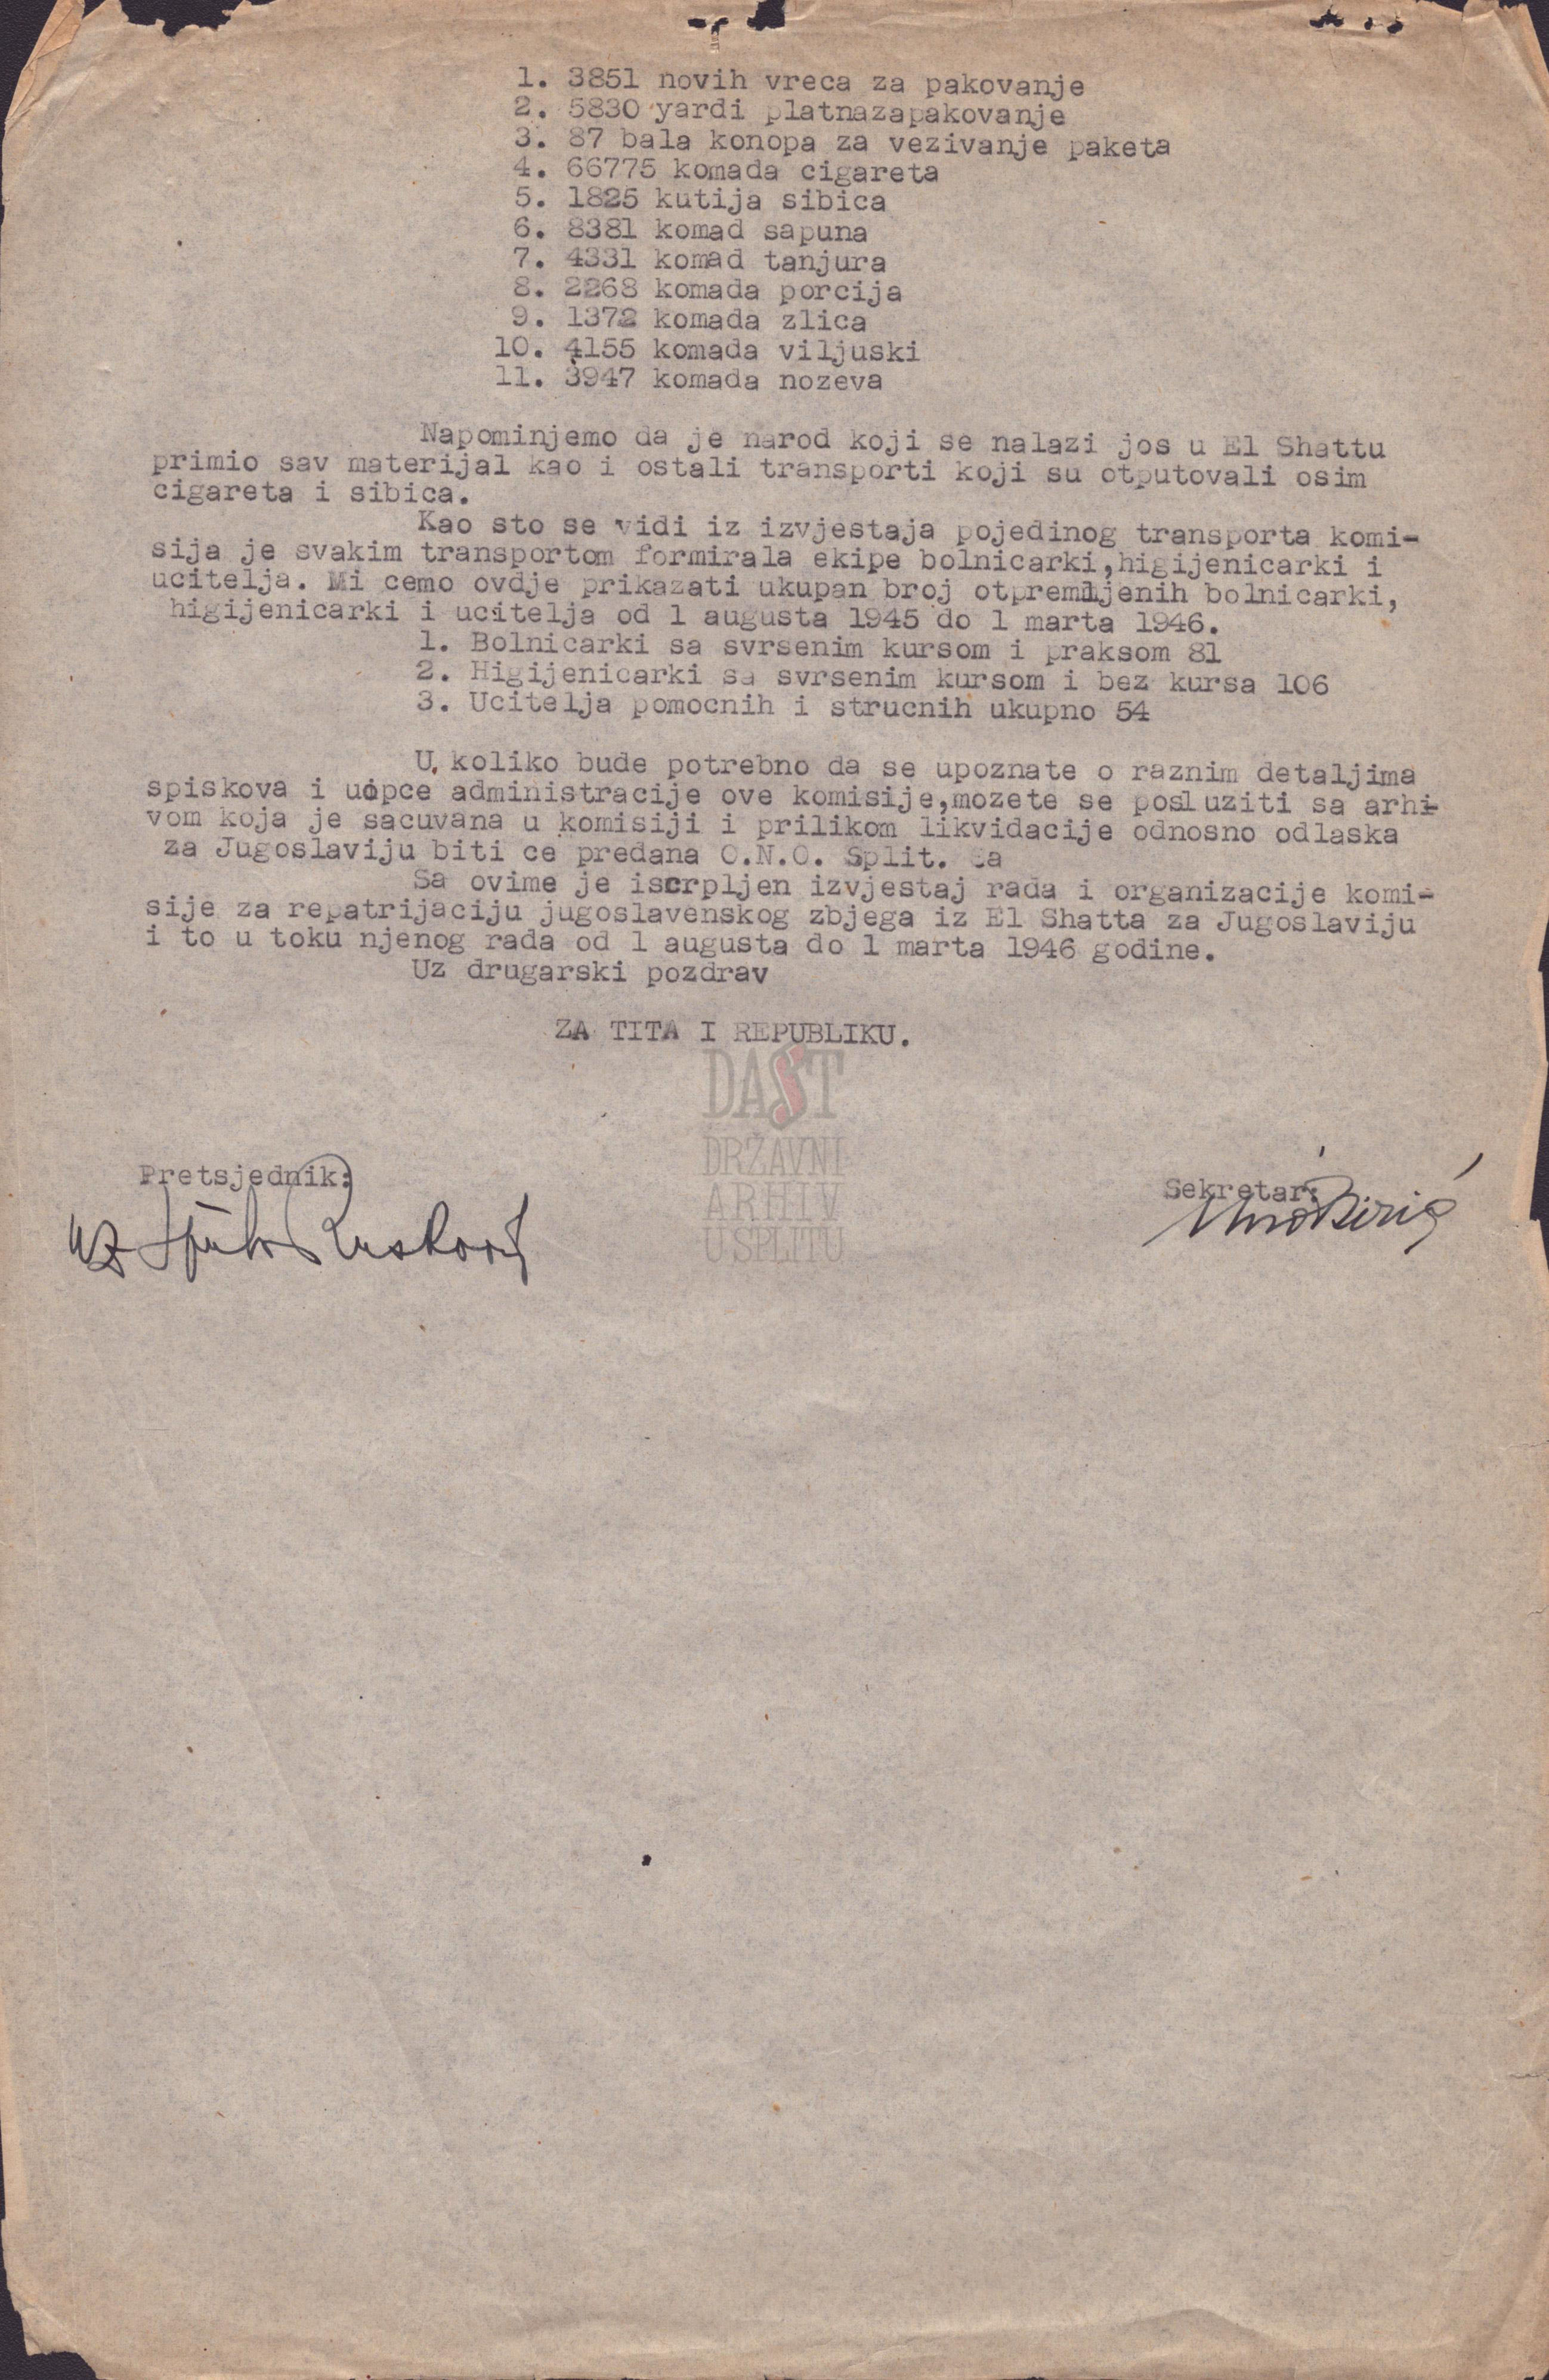 1. 3851 novih vreca za pakovanje
2. 5830 yardi platnazapakovanje
3. 87 bala konopa za vezivanje paketa
4. 66775 komada cigareta
5. 1825 kutija sibica
6. 8381 komad sapuna
7. 4331 komad tanjura
8. 2268 komada porcija
9. 1372 komada zlica
10. 4155 komada viljuski
11. 3947 komada nozeva
Napominjemo da je narod koji se nalazi jos u El Shattu
primio sav materijal kao i ostali transporti koji su otputovali osim
cigareta i sibica.
Kao sto se vidi iz izvjestaja pojedinog transporta komi-
sija je svakim transportom formirala ekipe bolnicarki,higijenicarki i
ucitelja. Mi cemo ovdje prikazati ukupan broj otpremljenih bolnicarki,
higijenicarki i ucitelja od 1 augusta 1945 do 1 marta 1946.
1. Bolnicarki sa svrsenim kursom i praksom 81
2. Higijenicarki sa svrsenim kursom i bez kursa 106
3. Ucitelja pomocnih i strucnih ukupno 54
U koliko bude potrebno da se upoznate o raznim detaljima
spiskova i uopce administracije ove komisije,mozete se posluziti sa arhi-
vom koja je sacuvana u komisiji i prilikom likvidacije odnosno odlaska
za Jugoslaviju biti ce predana O.N.O. Split. Sa
Sa ovime je iscrpljen izvjestaj rada i organizacije komi-
sije za repatrijaciju jugoslavenskog zbjega iz El Shatta za Jugoslaviju
i to u toku njenog rada od 1 augusta do 1 marta 1946 godine.
Uz drugarski pozdrav
ZA TITA I REPUBLIKU.
DAST
DRŽAVNI
ARHIV
U SPLITU
Pretsjednik:
Sekretar: